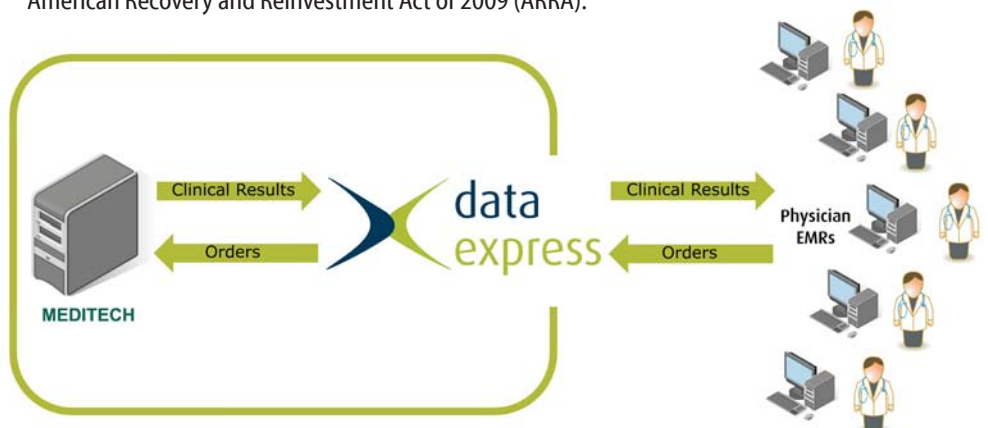 American Recovery and Reinvestment Act of 2009 (ARRA).
Clinical Results
Orders
MEDITECH
data
express
Clinical Results
Orders
Physician
EMRs